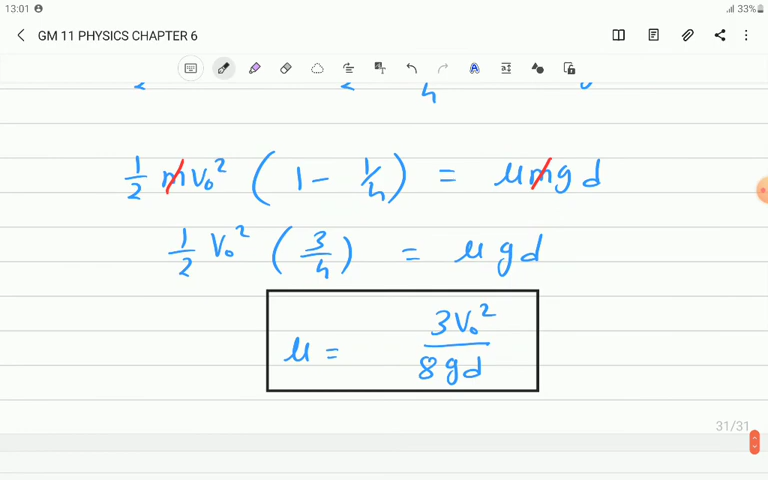 13:01 33%
GM 11 PHYSICS CHAPTER 6
½ mv₀² (1 - 1/4) = μmgd
½ v₀² (3/4) = μgd
μ = 3v₀² / 8gd
31/31